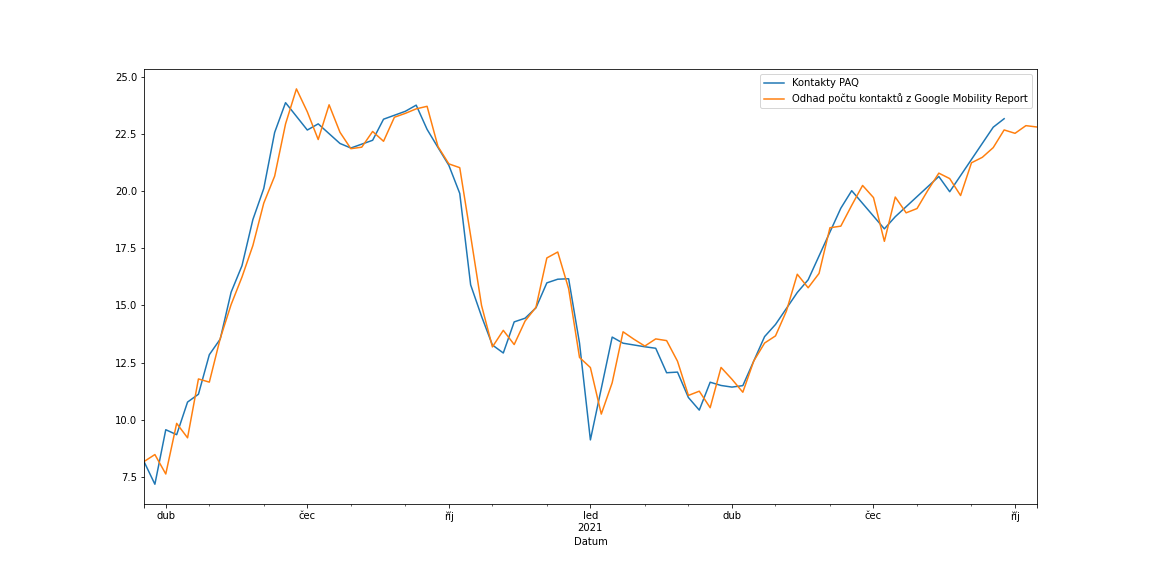 25.0
22.5
20.0
17.5
15.0
12.5
10.0
7.5
Kontakty PAQ
Odhad počtu kontaktů z Google Mobility Report
dub
čec
říj
led
2021
dub
čec
říj
Datum